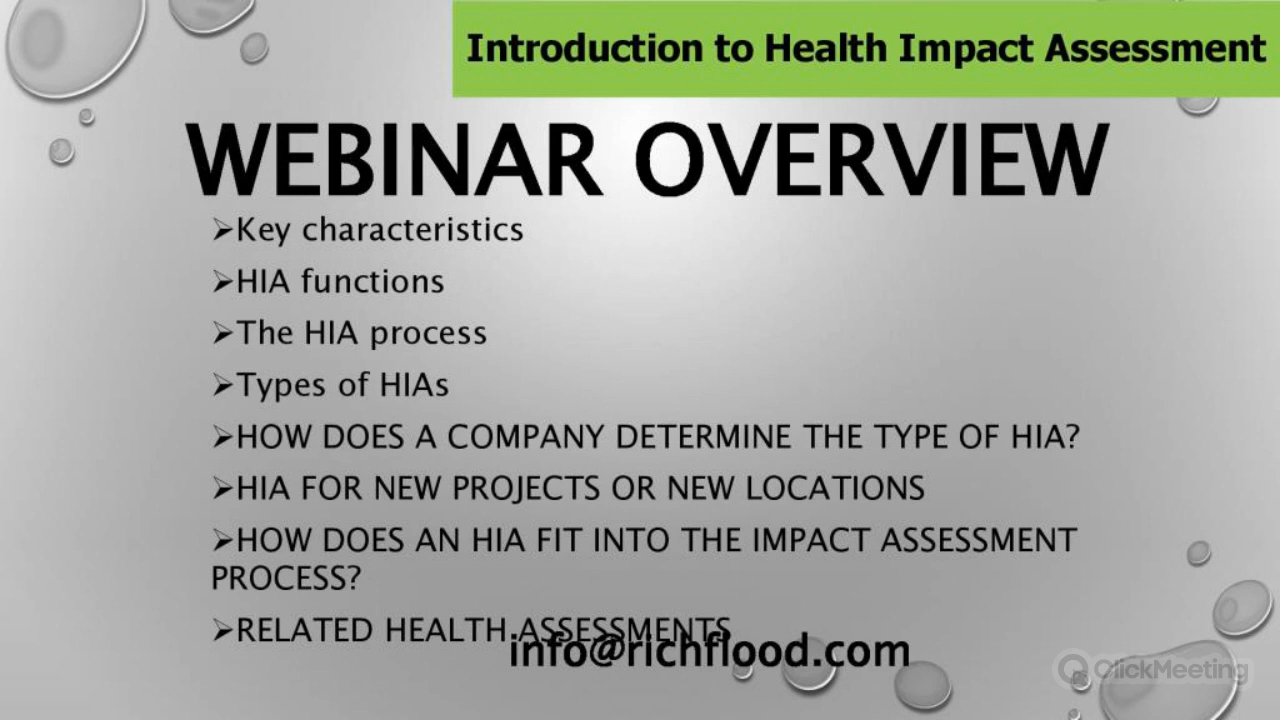 Introduction to Health Impact Assessment
WEBINAR OVERVIEW
➢Key characteristics
➢HIA functions
➢The HIA process
➢Types of HIAs
➢HOW DOES A COMPANY DETERMINE THE TYPE OF HIA?
➢HIA FOR NEW PROJECTS OR NEW LOCATIONS
➢HOW DOES AN HIA FIT INTO THE IMPACT ASSESSMENT
PROCESS?
➢RELATED HEALTH ASSESSMENTS
info@richflood.com
ClickMeeting